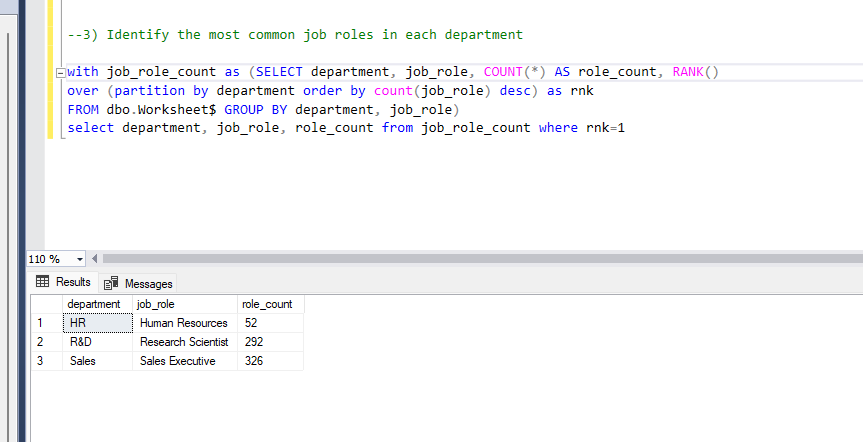 --3) Identify the most common job roles in each department
with job_role_count as (SELECT department, job_role, COUNT(*) AS role_count, RANK()
over (partition by department order by count(job_role) desc) as rnk
FROM dbo.Worksheet$ GROUP BY department, job_role)
select department, job_role, role_count from job_role_count where rnk=1
110 %
Results Messages
department job_role role_count
1 HR Human Resources 52
2 R&D Research Scientist 292
3 Sales Sales Executive 326